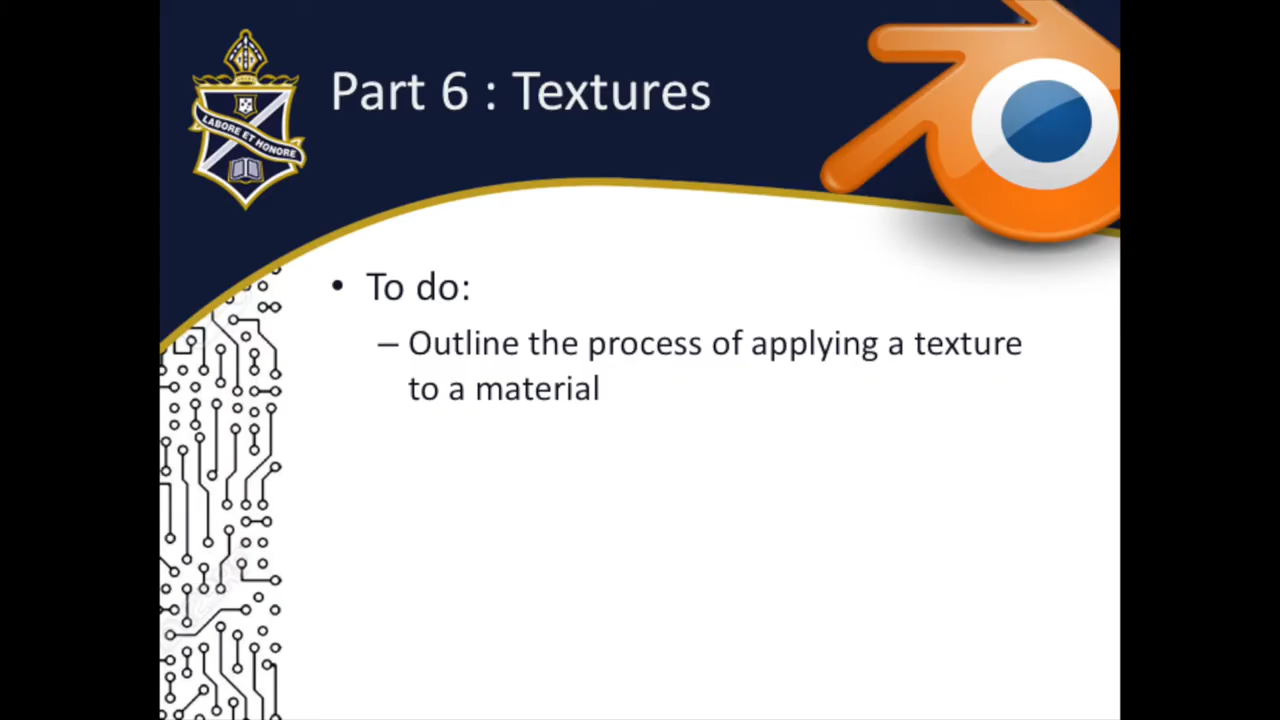 Part 6 : Textures
LABORE ET HONORE
• To do:
– Outline the process of applying a texture
to a material